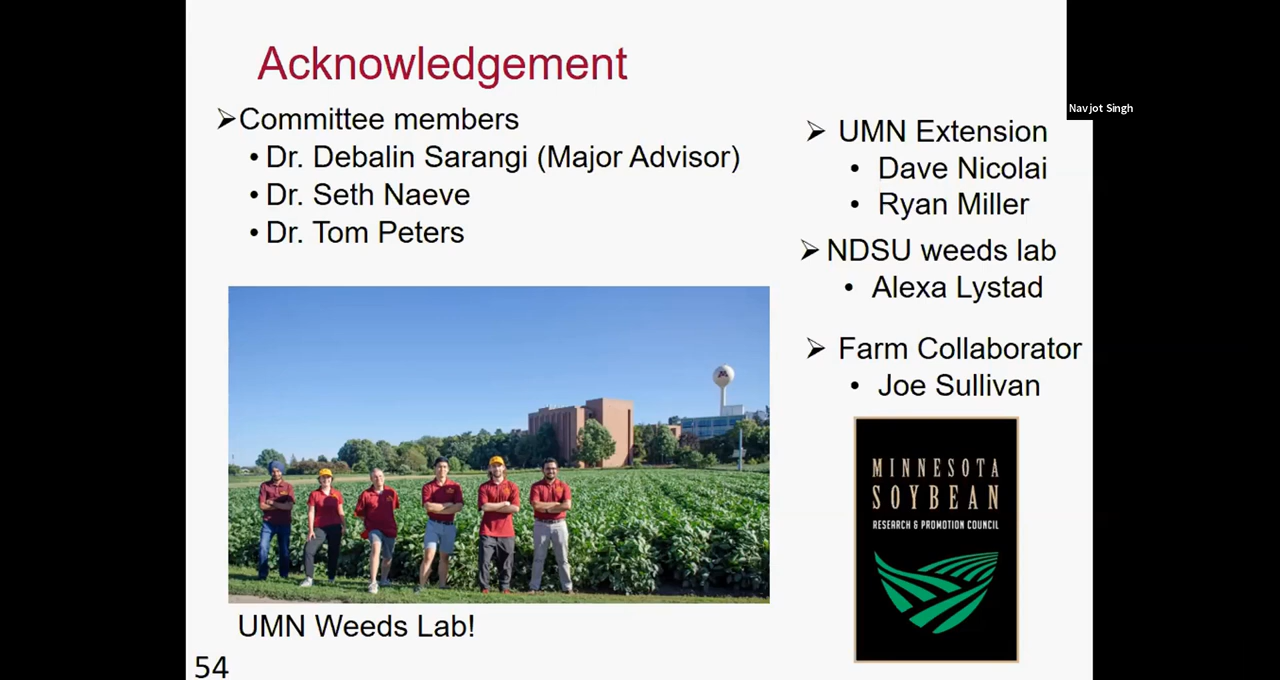 Acknowledgement
➢Committee members
• Dr. Debalin Sarangi (Major Advisor)
• Dr. Seth Naeve
• Dr. Tom Peters
UMN Weeds Lab!
54
Navjot Singh
➢ UMN Extension
• Dave Nicolai
• Ryan Miller
➢ NDSU weeds lab
• Alexa Lystad
➢ Farm Collaborator
• Joe Sullivan
MINNESOTA
SOYBEAN
RESEARCH & PROMOTION COUNCIL